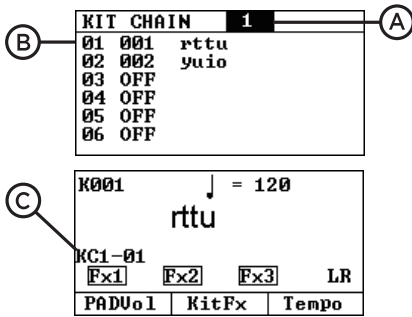 KIT CHAIN 1
A
B
01 001 rttu
02 002 yuio
03 OFF
04 OFF
05 OFF
06 OFF
K001 ♩ = 120
rttu
C
KC1-01
Fx1 Fx2 Fx3 LR
PADVol KitFx Tempo